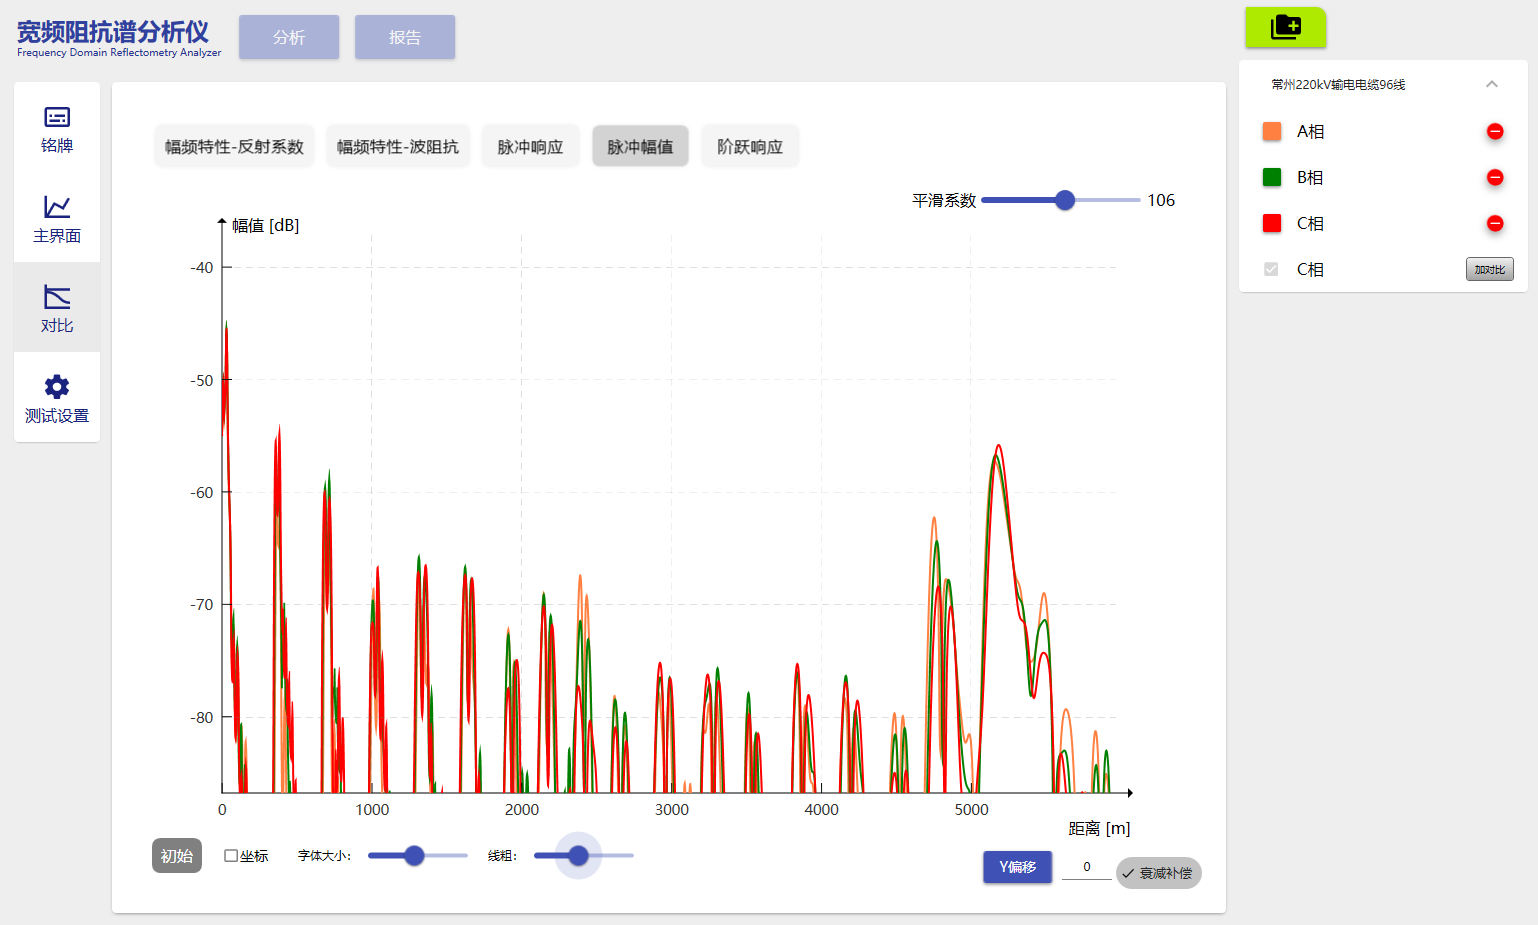 宽频阻抗谱分析仪
Frequency Domain Reflectometry Analyzer
分析
报告
铭牌
主界面
对比
测试设置
幅频特性-反射系数
幅频特性-波阻抗
脉冲响应
脉冲幅值
阶跃响应
平滑系数
106
幅值 [dB]
-40
-50
-60
-70
-80
0
1000
2000
3000
4000
5000
距离 [m]
初始
坐标
字体大小：
线粗：
Y偏移
0
衰减补偿
常州220kV输电电缆96线
A相
B相
C相
C相
加对比